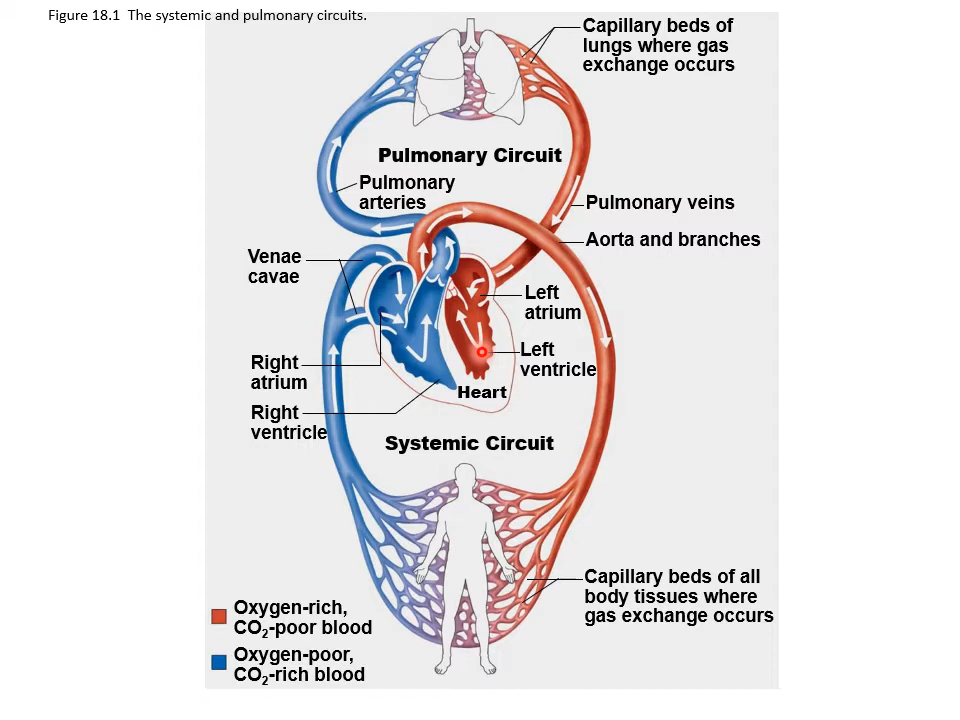 Figure 18.1  The systemic and pulmonary circuits.
Capillary beds of
lungs where gas
exchange occurs
Pulmonary Circuit
Pulmonary
arteries
Pulmonary veins
Aorta and branches
Venae
cavae
Left
atrium
Left
ventricle
Right
atrium
Heart
Right
ventricle
Systemic Circuit
Capillary beds of all
body tissues where
gas exchange occurs
Oxygen-rich,
CO₂-poor blood
Oxygen-poor,
CO₂-rich blood